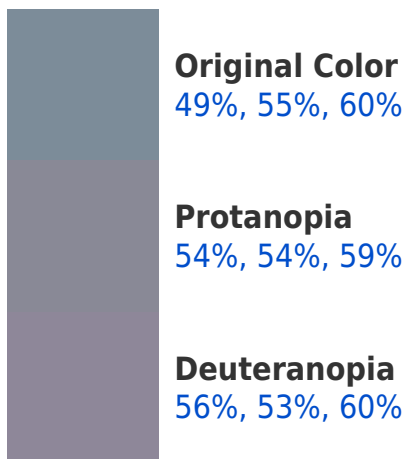 Original Color
49%, 55%, 60%
Protanopia
54%, 54%, 59%
Deuteranopia
56%, 53%, 60%